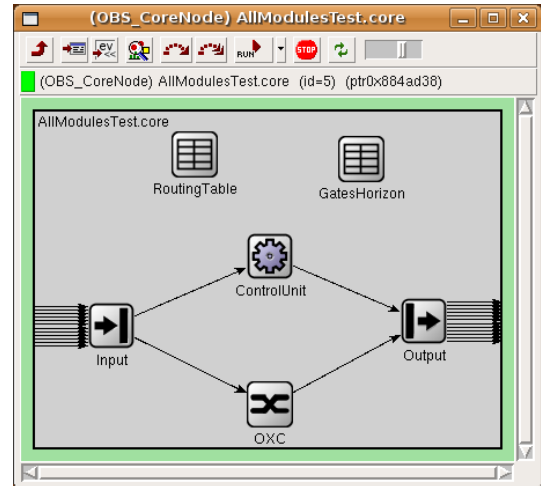 (OBS_CoreNode) AllModulesTest.core
ev
<<
RUN
STOP
(OBS_CoreNode) AllModulesTest.core (id=5) (ptr0x884ad38)
AllModulesTest.core
RoutingTable
GatesHorizon
ControlUnit
Input
Output
OXC